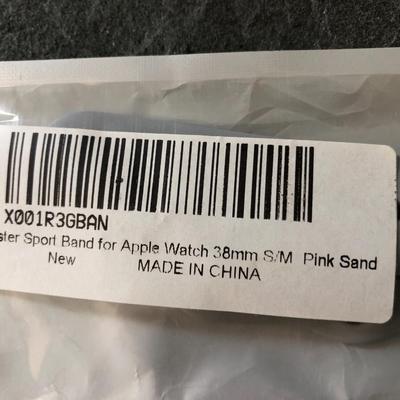 X001R3GBAN
ster Sport Band for Apple Watch 38mm S/M Pink Sand
New MADE IN CHINA